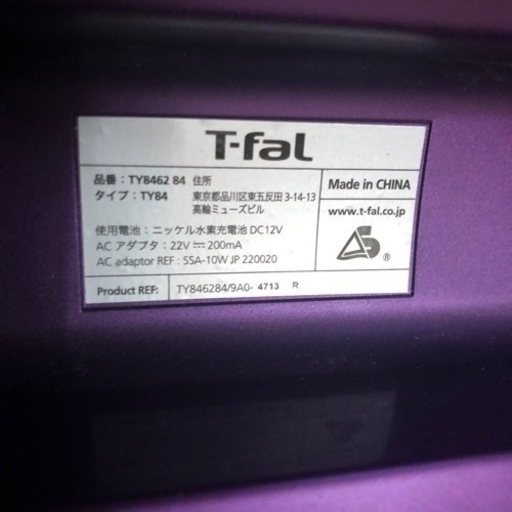 T-fal
品番：TY8462 84 住所
タイプ：TY84 東京都品川区東五反田 3-14-13
高輪ミューズビル
使用電池：ニッケル水素充電池 DC12V
AC アダプタ：22V ⎓ 200mA
AC adaptor REF : SSA-10W JP 220020
Made in CHINA
www.t-fal.co.jp
S ®
Product REF: TY846284/9A0- 4713 R